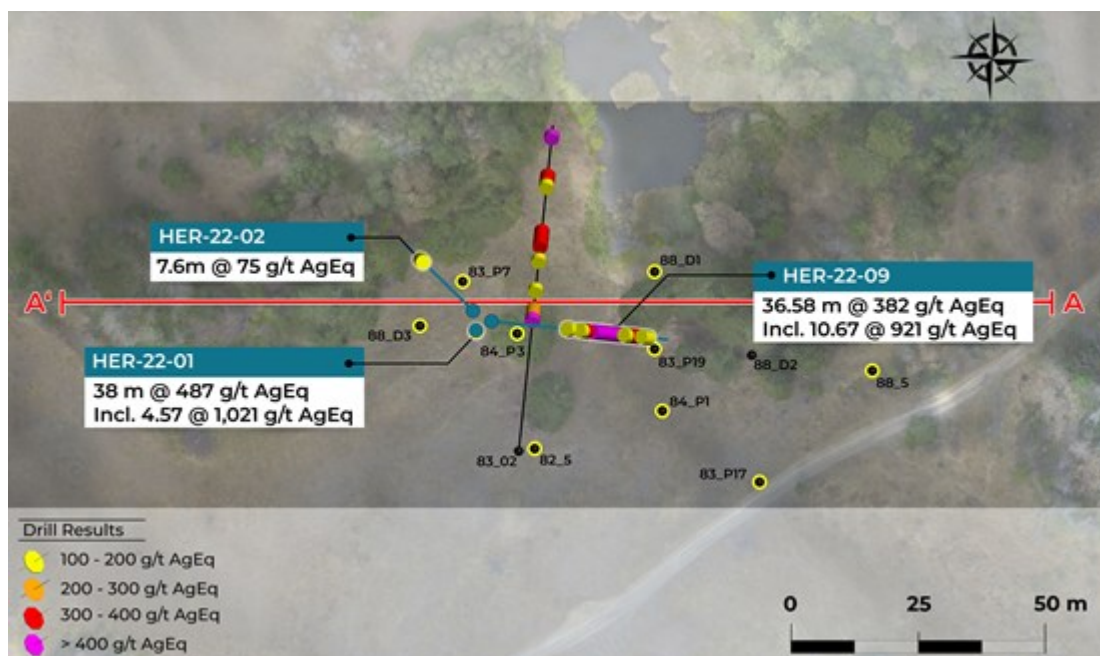 HER-22-02
7.6m @ 75 g/t AgEq
83_P7
88_D1
HER-22-09
36.58 m @ 382 g/t AgEq
Incl. 10.67 @ 921 g/t AgEq
A'
A
88_D3
84_P3
83_P19
88_D2
88_5
HER-22-01
38 m @ 487 g/t AgEq
Incl. 4.57 @ 1,021 g/t AgEq
84_P1
83_02
82_5
83_P17
Drill Results
100 - 200 g/t AgEq
200 - 300 g/t AgEq
300 - 400 g/t AgEq
> 400 g/t AgEq
0 25 50 m